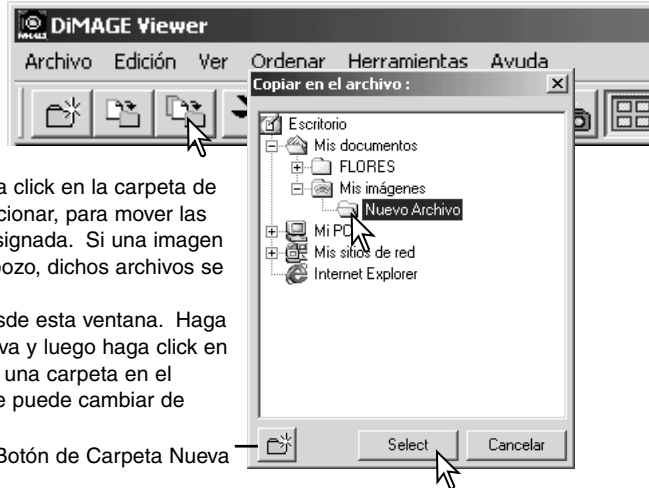 DiMAGE Viewer
Archivo Edición Ver Ordenar Herramientas Ayuda
Copiar en el archivo :
Escritorio
Mis documentos
FLORES
Mis imágenes
Nuevo Archivo
Mi PC
Mis sitios de red
Internet Explorer
Select Cancelar
a click en la carpeta de
cionar, para mover las
signada. Si una imagen
ozo, dichos archivos se
sde esta ventana. Haga
va y luego haga click en
una carpeta en el
e puede cambiar de
Botón de Carpeta Nueva